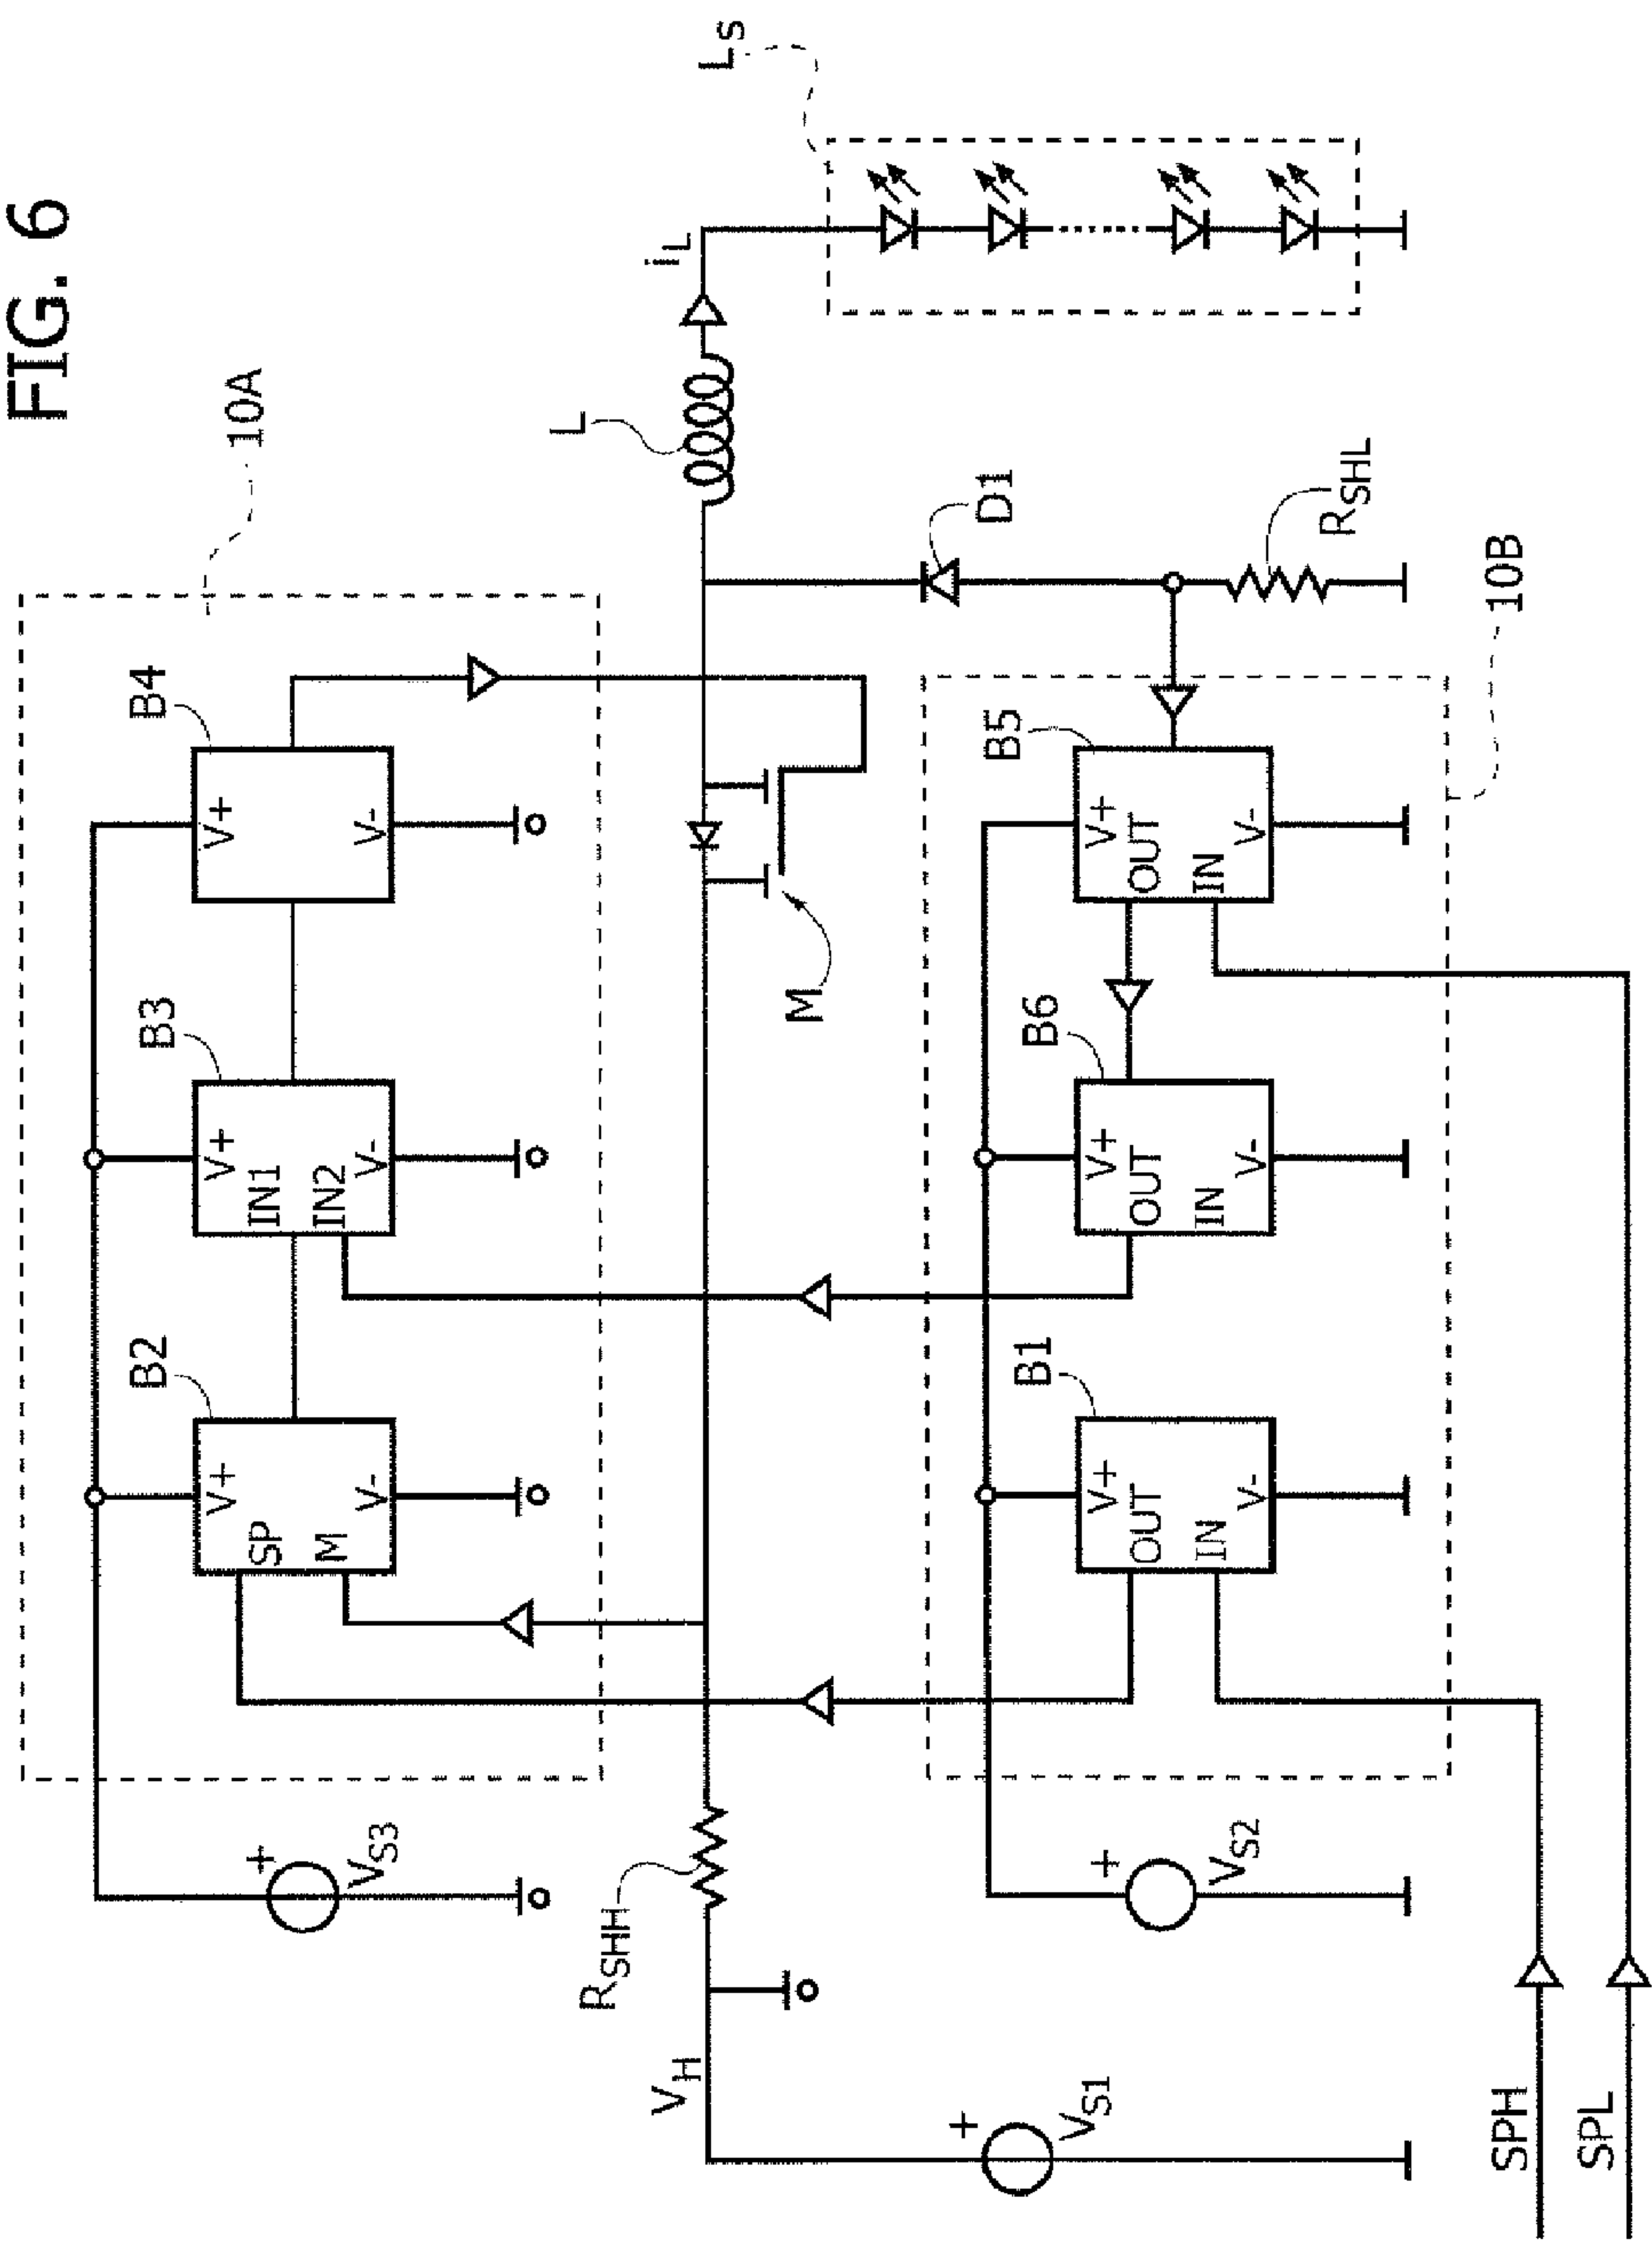 FIG. 6
10A
B2
B3
B4
V+
SP
M
V-
V+
IN1
IN2
V-
V+
V-
+
VS3
RSHH
VH
M
L
iL
LS
D1
RSHL
10B
B1
B6
B5
V+
OUT
IN
V-
V+
OUT
IN
V-
V+
OUT
IN
V-
+
VS2
+
VS1
SPH
SPL